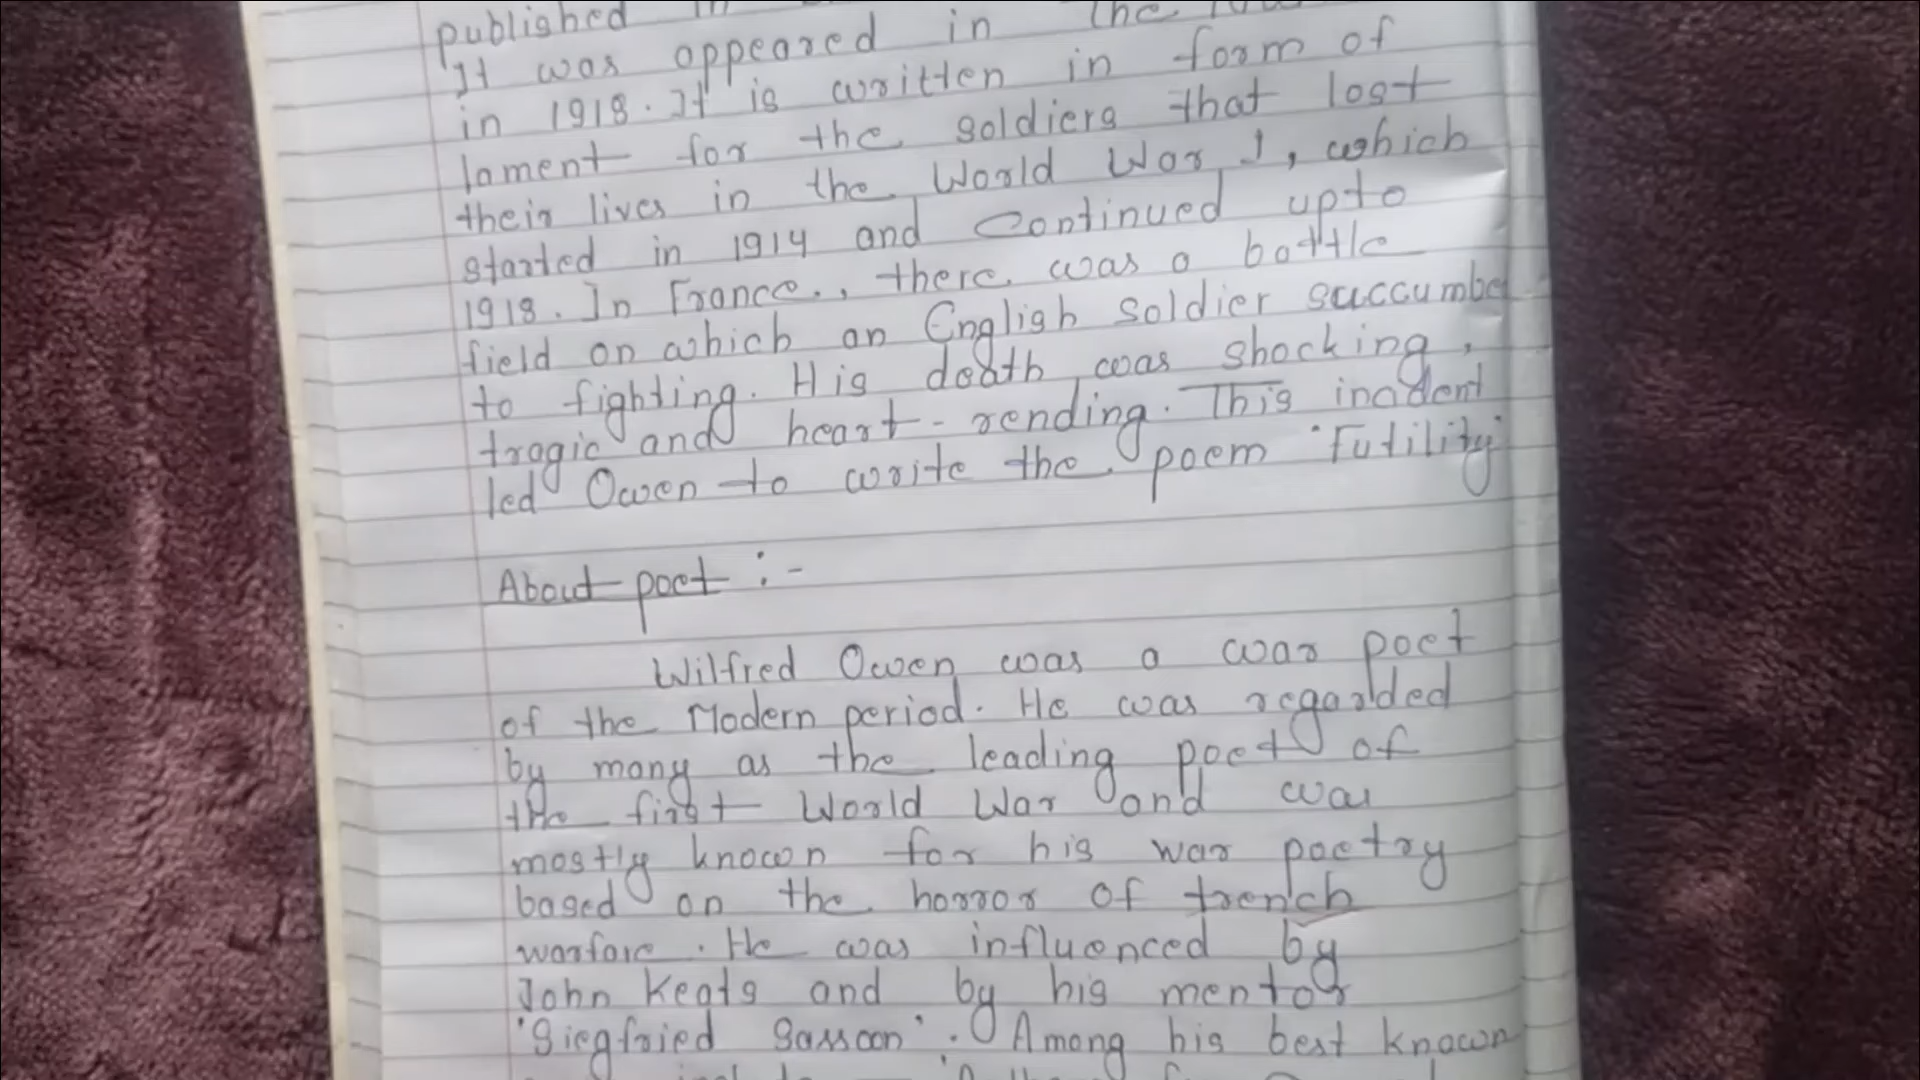 published in
It was appeared in the
in 1918. It is written in form of
lament for the soldiers that lost
their lives in the World War I, which
started in 1914 and continued upto
1918. In France., there was a battle
field on which an English soldier succumbed
to fighting. His death was shocking,
tragic and heart-rending. This incident
led Owen to write the poem 'Futility'
About poet :-
Wilfred Owen was a war poet
of the Modern period. He was regarded
by many as the leading poet of
the first World War and was
mostly known for his war poetry
based on the horror of trench
warfare. He was influenced by
John Keats and by his mentor
'Siegfried Sassoon'. Among his best known